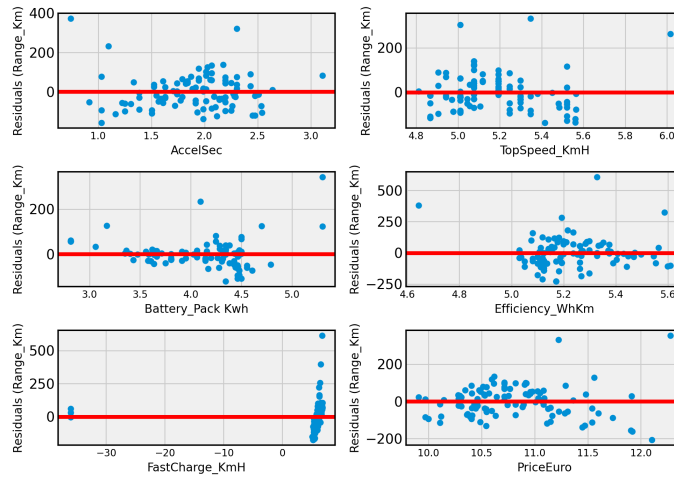 400
200
0
Residuals (Range_Km)
1.0 1.5 2.0 2.5 3.0
AccelSec
200
0
Residuals (Range_Km)
4.8 5.0 5.2 5.4 5.6 5.8 6.0
TopSpeed_KmH
200
0
Residuals (Range_Km)
3.0 3.5 4.0 4.5 5.0
Battery_Pack Kwh
500
250
0
−250
Residuals (Range_Km)
4.6 4.8 5.0 5.2 5.4 5.6
Efficiency_WhKm
500
250
0
Residuals (Range_Km)
−30 −20 −10 0
FastCharge_KmH
200
0
−200
Residuals (Range_Km)
10.0 10.5 11.0 11.5 12.0
PriceEuro